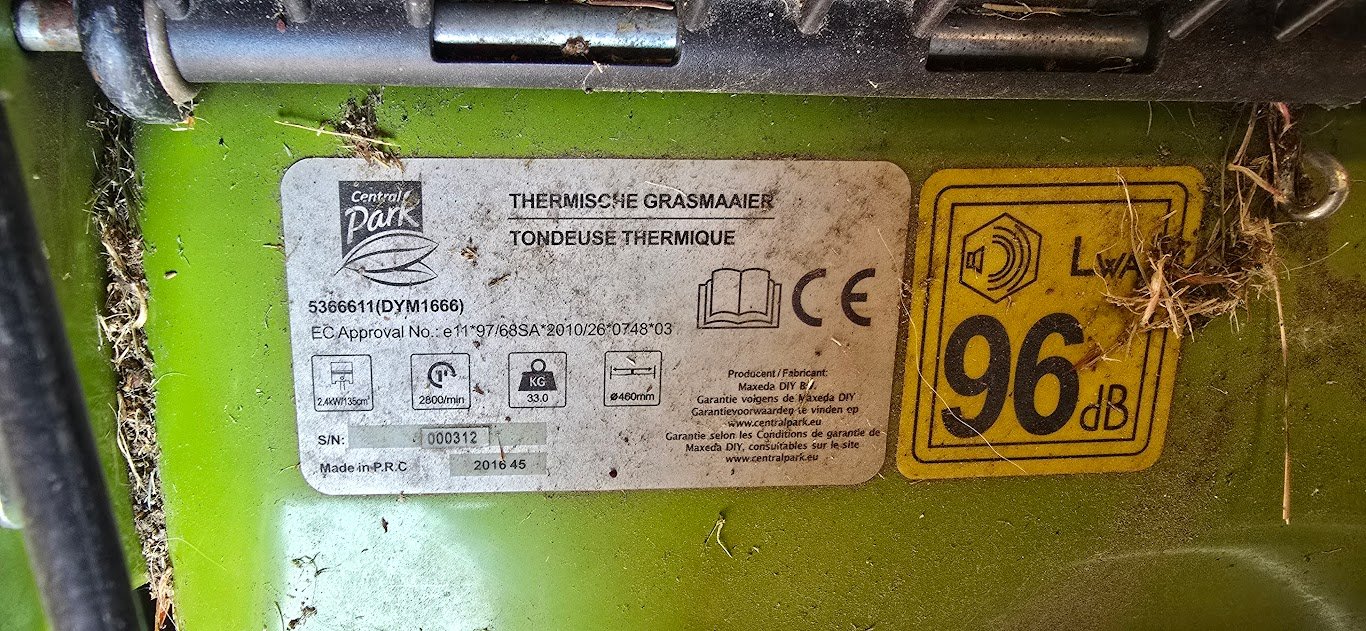 Central
Park
THERMISCHE GRASMAAIER
TONDEUSE THERMIQUE
5366611(DYM1666)
EC Approval No.: e11*97/68SA*2010/26*0748*03
CE
2.4kW/135cm³
2800/min
KG
33.0
Ø460mm
S/N: 000312
Made in P.R.C 2016 45
Producent / Fabricant:
Maxeda DIY B.V.
Garantie volgens de Maxeda DIY
Garantievoorwaarden te vinden op
www.centralpark.eu
Garantie selon les Conditions de garantie de
Maxeda DIY, consultables sur le site
www.centralpark.eu
LWA
96
dB